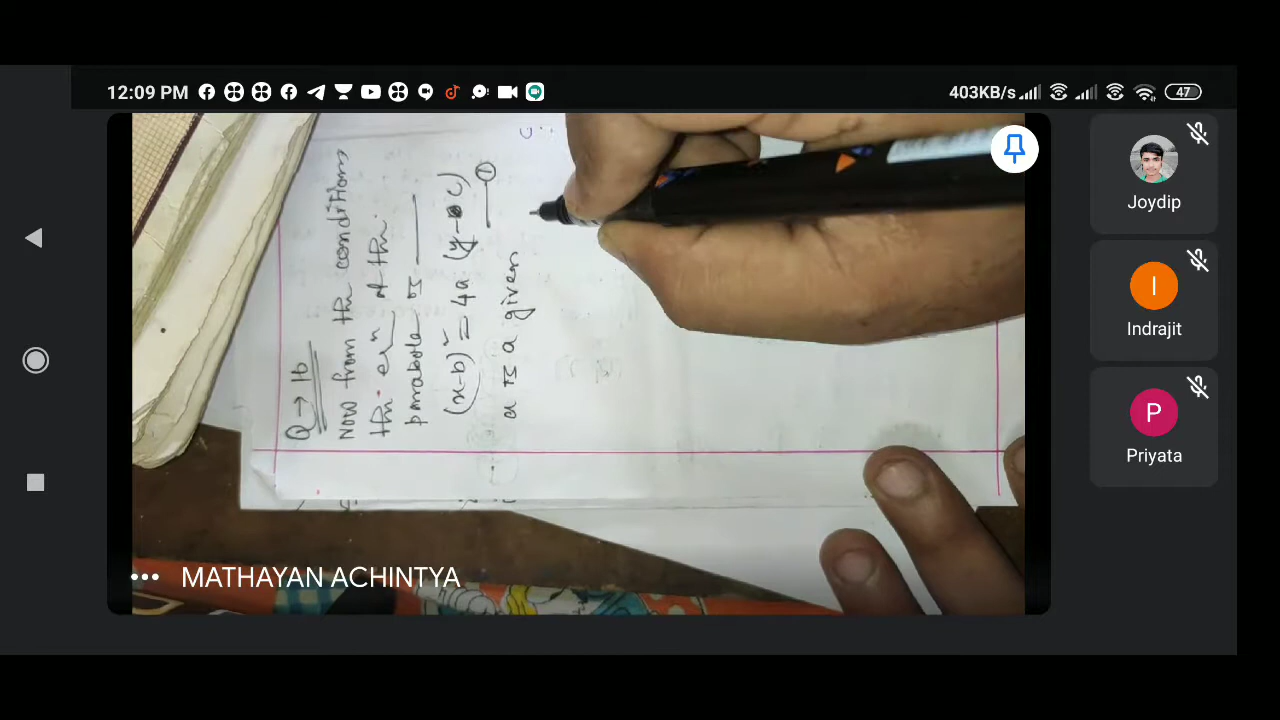 12:09 PM
403KB/s
47
Q → 1b
Now from the conditions
the eqⁿ of the
parabola is
(x-b)² = 4a (y-c)
①
a is a given
Joydip
I
Indrajit
P
Priyata
MATHAYAN ACHINTYA